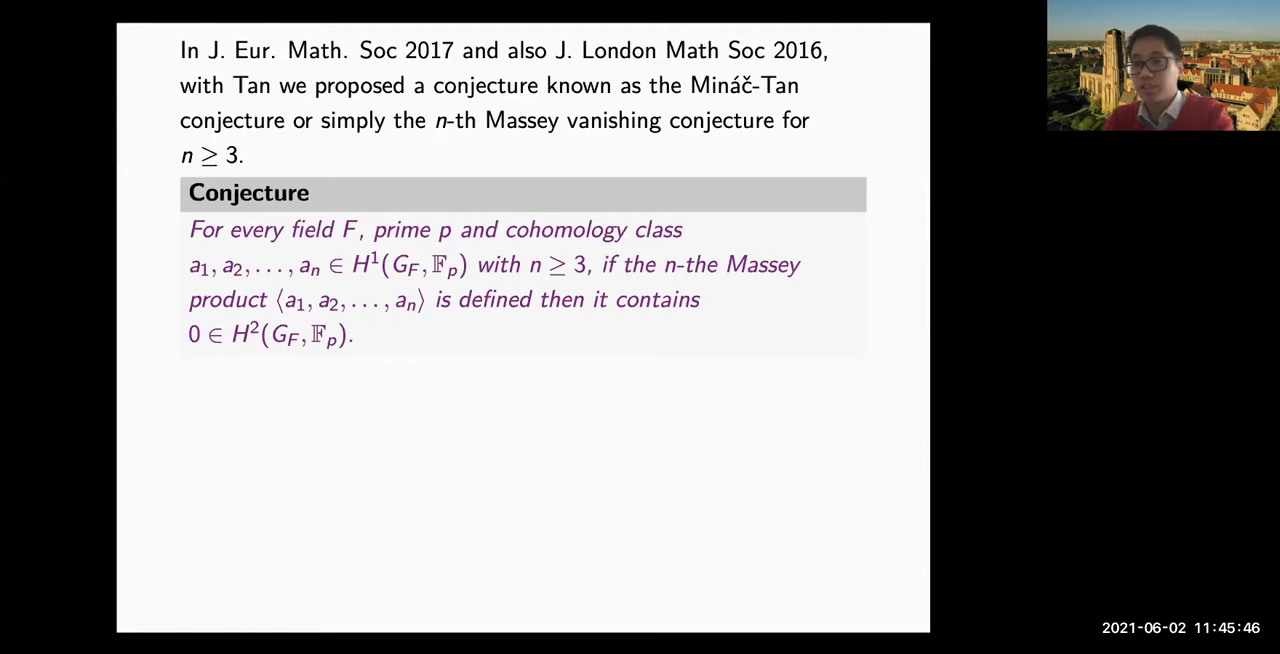 In J. Eur. Math. Soc 2017 and also J. London Math Soc 2016,
with Tan we proposed a conjecture known as the Mináč-Tan
conjecture or simply the n-th Massey vanishing conjecture for
n ≥ 3.
Conjecture
For every field F, prime p and cohomology class
a₁, a₂, . . . , aₙ ∈ H¹(G_F, 𝔽ₚ) with n ≥ 3, if the n-the Massey
product ⟨a₁, a₂, . . . , aₙ⟩ is defined then it contains
0 ∈ H²(G_F, 𝔽ₚ).
2021-06-02 11:45:46